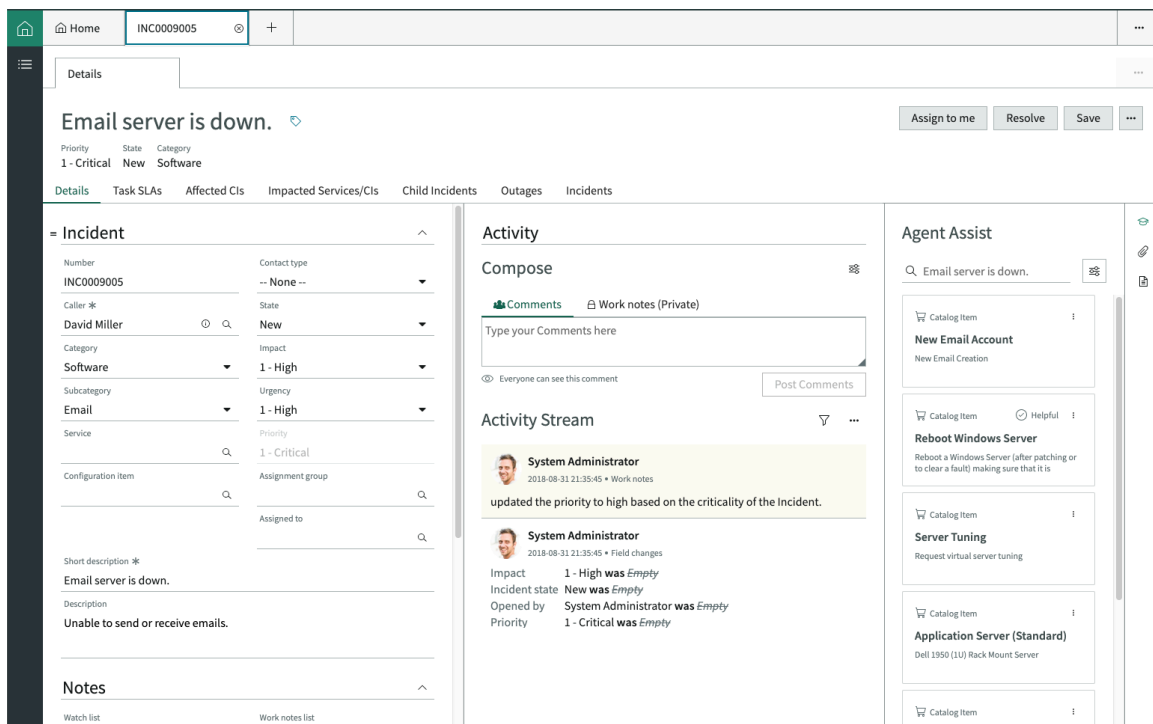 Home
INC0009005
Details
Email server is down.
Assign to me
Resolve
Save
Priority State Category
1 - Critical New Software
Details Task SLAs Affected CIs Impacted Services/CIs Child Incidents Outages Incidents
Incident
Number
INC0009005
Contact type
-- None --
Caller
David Miller
State
New
Category
Software
Impact
1 - High
Subcategory
Email
Urgency
1 - High
Service
Priority
1 - Critical
Configuration item
Assignment group
Assigned to
Short description
Email server is down.
Description
Unable to send or receive emails.
Notes
Watch list
Work notes list
Activity
Compose
Comments
Work notes (Private)
Type your Comments here
Everyone can see this comment
Post Comments
Activity Stream
System Administrator
2018-08-31 21:35:45 • Work notes
updated the priority to high based on the criticality of the Incident.
System Administrator
2018-08-31 21:35:45 • Field changes
Impact 1 - High was Empty
Incident state New was Empty
Opened by System Administrator was Empty
Priority 1 - Critical was Empty
Agent Assist
Email server is down.
Catalog Item
New Email Account
New Email Creation
Catalog Item Helpful
Reboot Windows Server
Reboot a Windows Server (after patching or
to clear a fault) making sure that it is
Catalog Item
Server Tuning
Request virtual server tuning
Catalog Item
Application Server (Standard)
Dell 1950 (1U) Rack Mount Server
Catalog Item